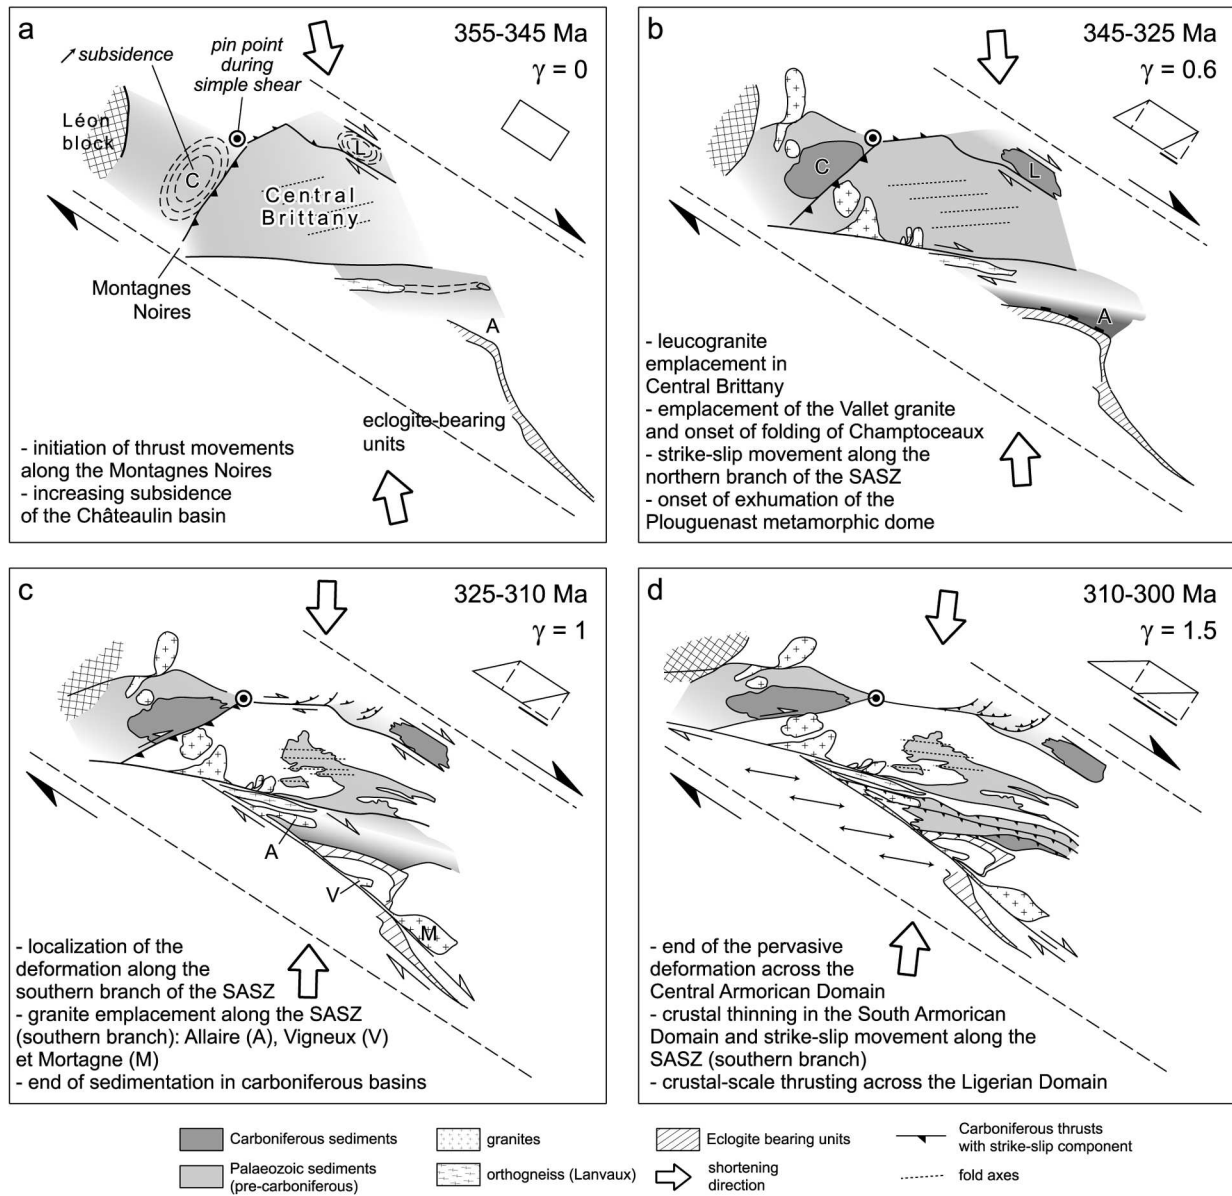 a
355-345 Ma
γ = 0
↗ subsidence
pin point
during
simple shear
Léon
block
C
L
Central
Brittany
Montagnes
Noires
A
eclogite-bearing
units
- initiation of thrust movements
along the Montagnes Noires
- increasing subsidence
of the Châteaulin basin
b
345-325 Ma
γ = 0.6
C
L
A
- leucogranite
emplacement in
Central Brittany
- emplacement of the Vallet granite
and onset of folding of Champtoceaux
- strike-slip movement along the
northern branch of the SASZ
- onset of exhumation of the
Plouguenast metamorphic dome
c
325-310 Ma
γ = 1
A
V
M
- localization of the
deformation along the
southern branch of the SASZ
- granite emplacement along the SASZ
(southern branch): Allaire (A), Vigneux (V)
et Mortagne (M)
- end of sedimentation in carboniferous basins
d
310-300 Ma
γ = 1.5
- end of the pervasive
deformation across the
Central Armorican Domain
- crustal thinning in the South Armorican
Domain and strike-slip movement along the
SASZ (southern branch)
- crustal-scale thrusting across the Ligerian Domain
Carboniferous sediments
granites
Eclogite bearing units
Carboniferous thrusts
with strike-slip component
Palaeozoic sediments
(pre-carboniferous)
orthogneiss (Lanvaux)
shortening
direction
fold axes